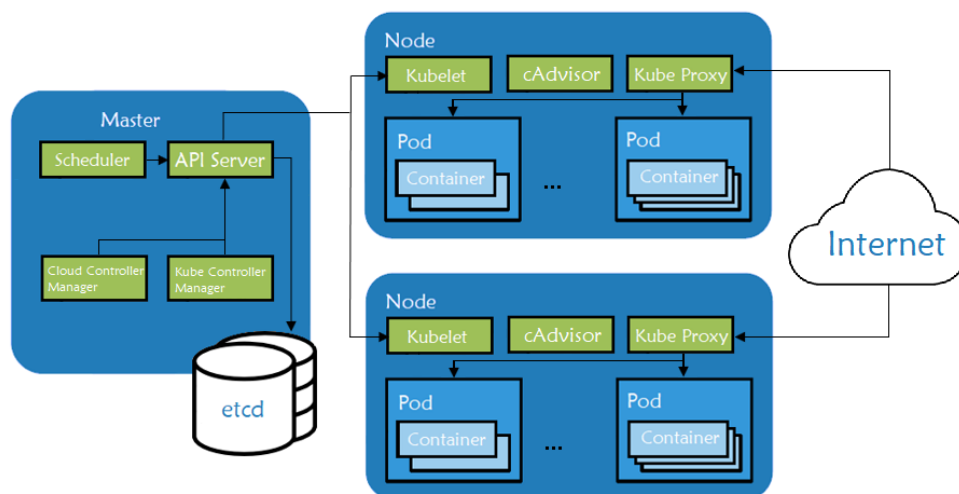 Node
Kubelet
cAdvisor
Kube Proxy
Pod
Container
...
Pod
Container
Master
Scheduler
API Server
Cloud Controller
Manager
Kube Controller
Manager
etcd
Internet
Node
Kubelet
cAdvisor
Kube Proxy
Pod
Container
...
Pod
Container